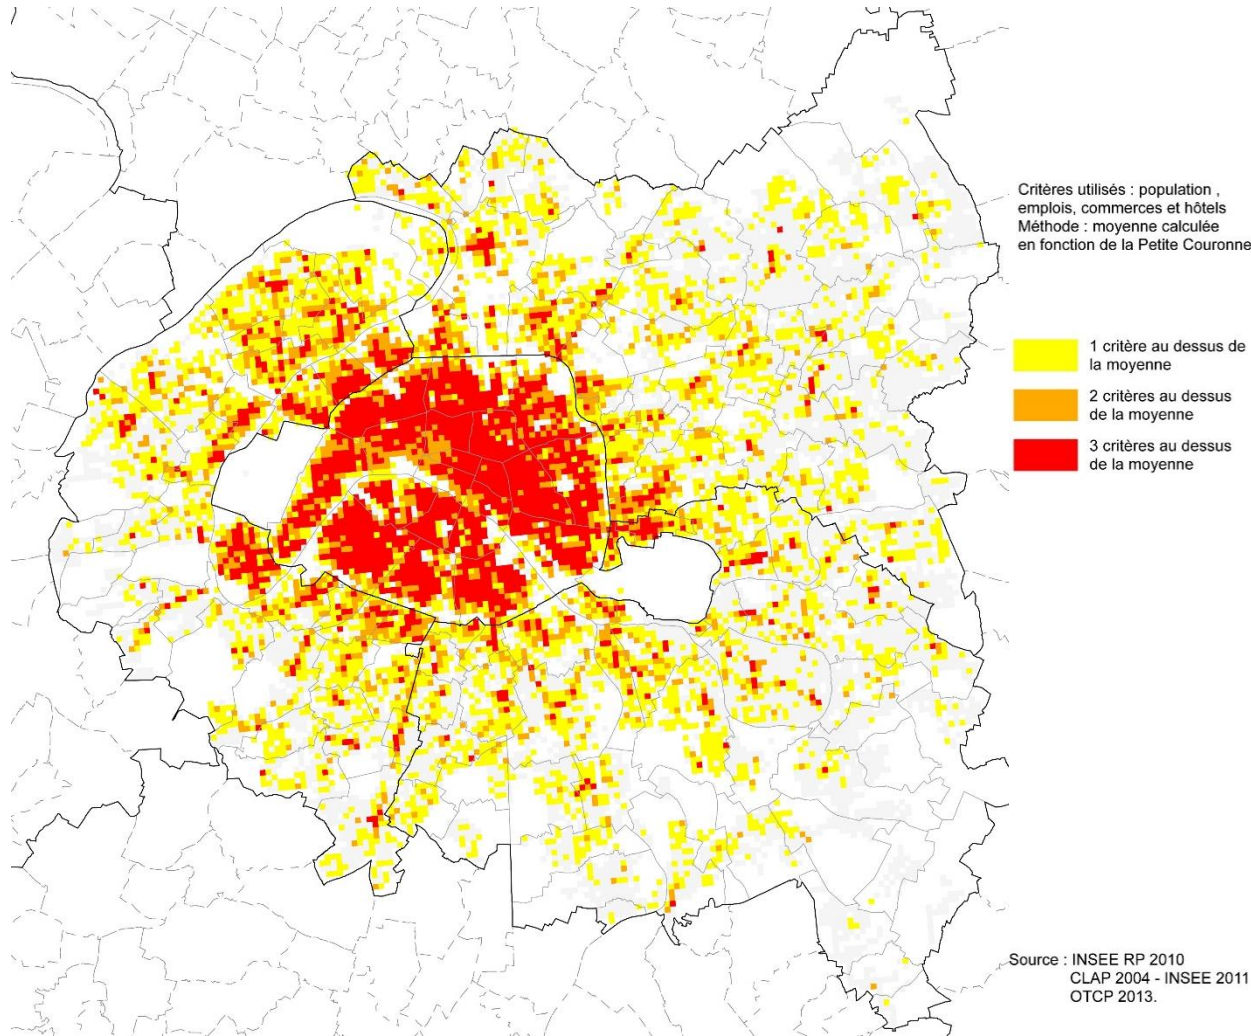 Critères utilisés : population ,
emplois, commerces et hôtels
Méthode : moyenne calculée
en fonction de la Petite Couronne
1 critère au dessus de
la moyenne
2 critères au dessus
de la moyenne
3 critères au dessus
de la moyenne
Source : INSEE RP 2010
CLAP 2004 - INSEE 2011
OTCP 2013.